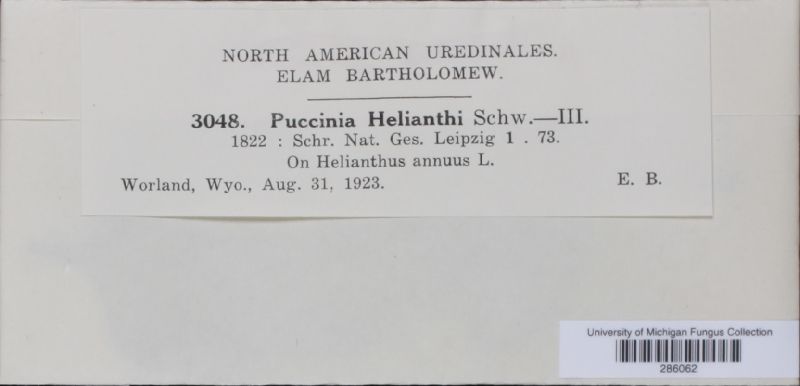 NORTH AMERICAN UREDINALES.
ELAM BARTHOLOMEW.
3048. Puccinia Helianthi Schw.—III.
1822 : Schr. Nat. Ges. Leipzig 1 . 73.
On Helianthus annuus L.
Worland, Wyo., Aug. 31, 1923. E. B.
University of Michigan Fungus Collection
286062